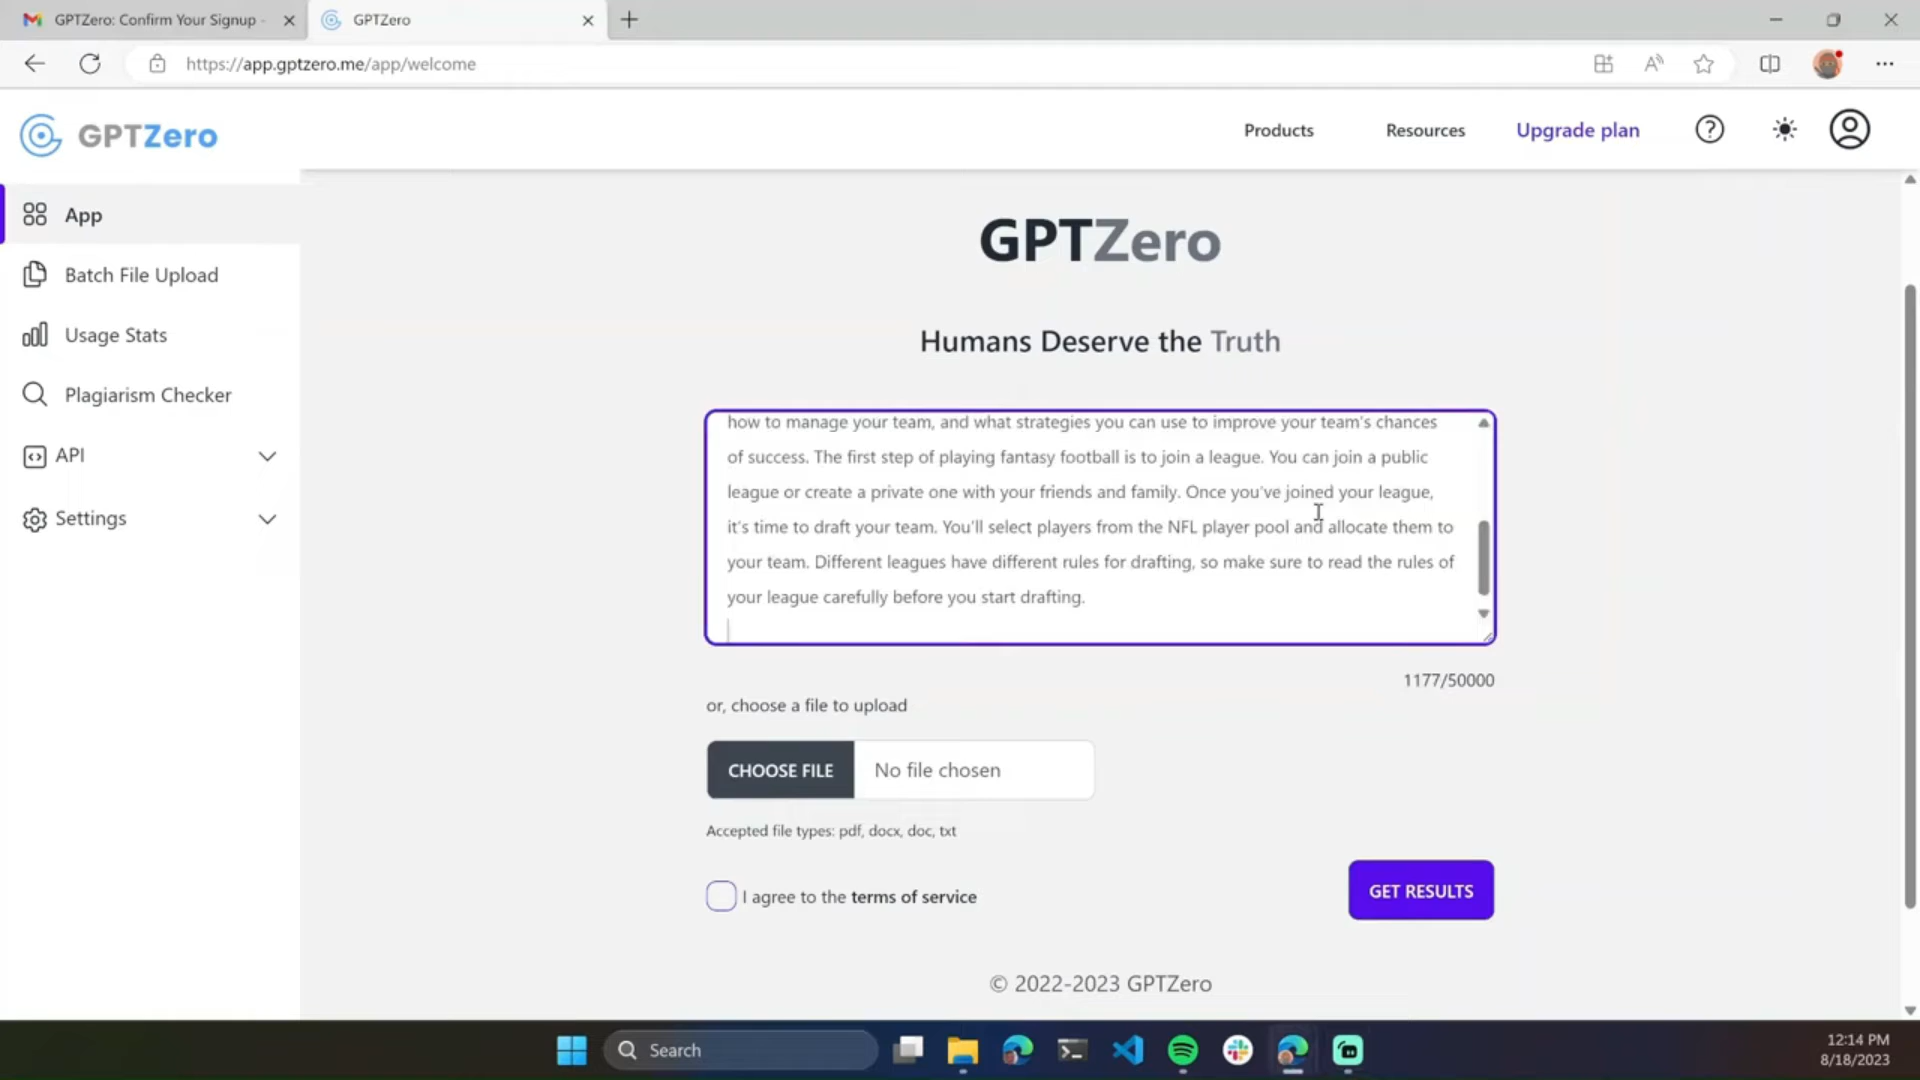 GPTZero: Confirm Your Signup -
GPTZero
https://app.gptzero.me/app/welcome
GPTZero
Products
Resources
Upgrade plan
App
Batch File Upload
Usage Stats
Plagiarism Checker
API
Settings
GPTZero
Humans Deserve the Truth
how to manage your team, and what strategies you can use to improve your team's chances
of success. The first step of playing fantasy football is to join a league. You can join a public
league or create a private one with your friends and family. Once you've joined your league,
it's time to draft your team. You'll select players from the NFL player pool and allocate them to
your team. Different leagues have different rules for drafting, so make sure to read the rules of
your league carefully before you start drafting.
1177/50000
or, choose a file to upload
CHOOSE FILE
No file chosen
Accepted file types: pdf, docx, doc, txt
I agree to the terms of service
GET RESULTS
© 2022-2023 GPTZero
Search
12:14 PM
8/18/2023